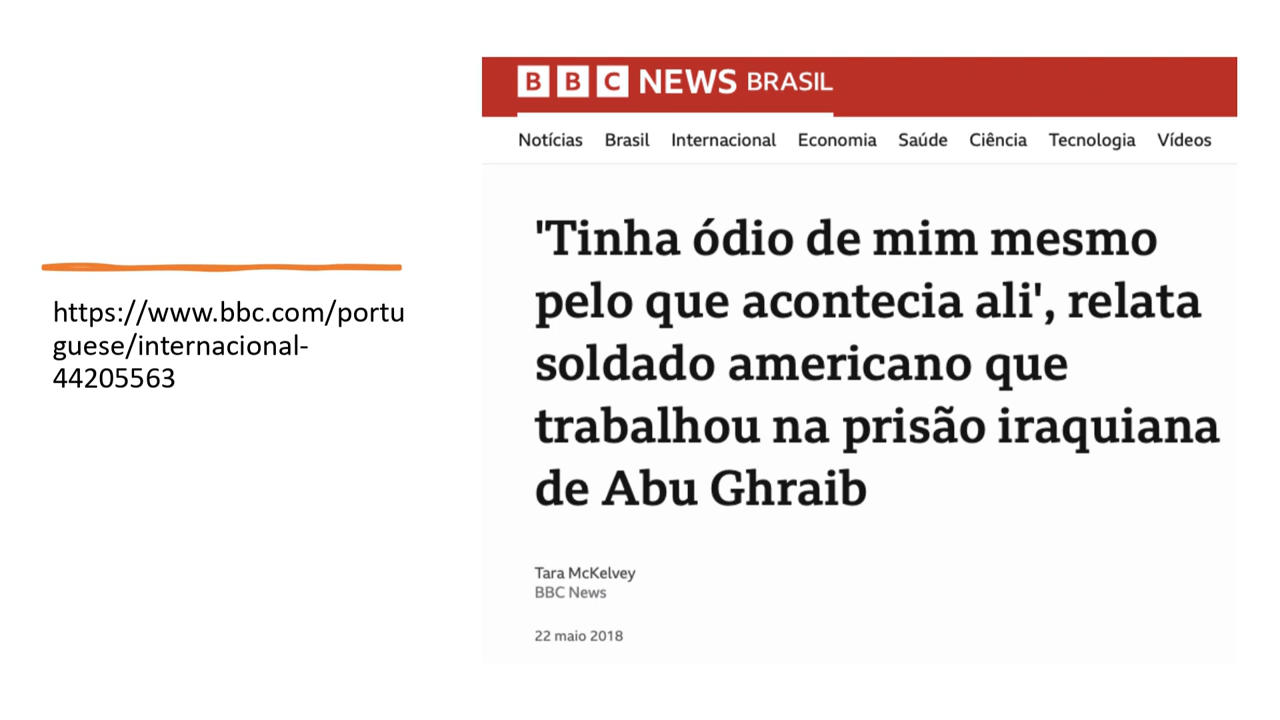 https://www.bbc.com/portu
guese/internacional-
44205563
BBC NEWS BRASIL
Notícias Brasil Internacional Economia Saúde Ciência Tecnologia Vídeos
'Tinha ódio de mim mesmo
pelo que acontecia ali', relata
soldado americano que
trabalhou na prisão iraquiana
de Abu Ghraib
Tara McKelvey
BBC News
22 maio 2018